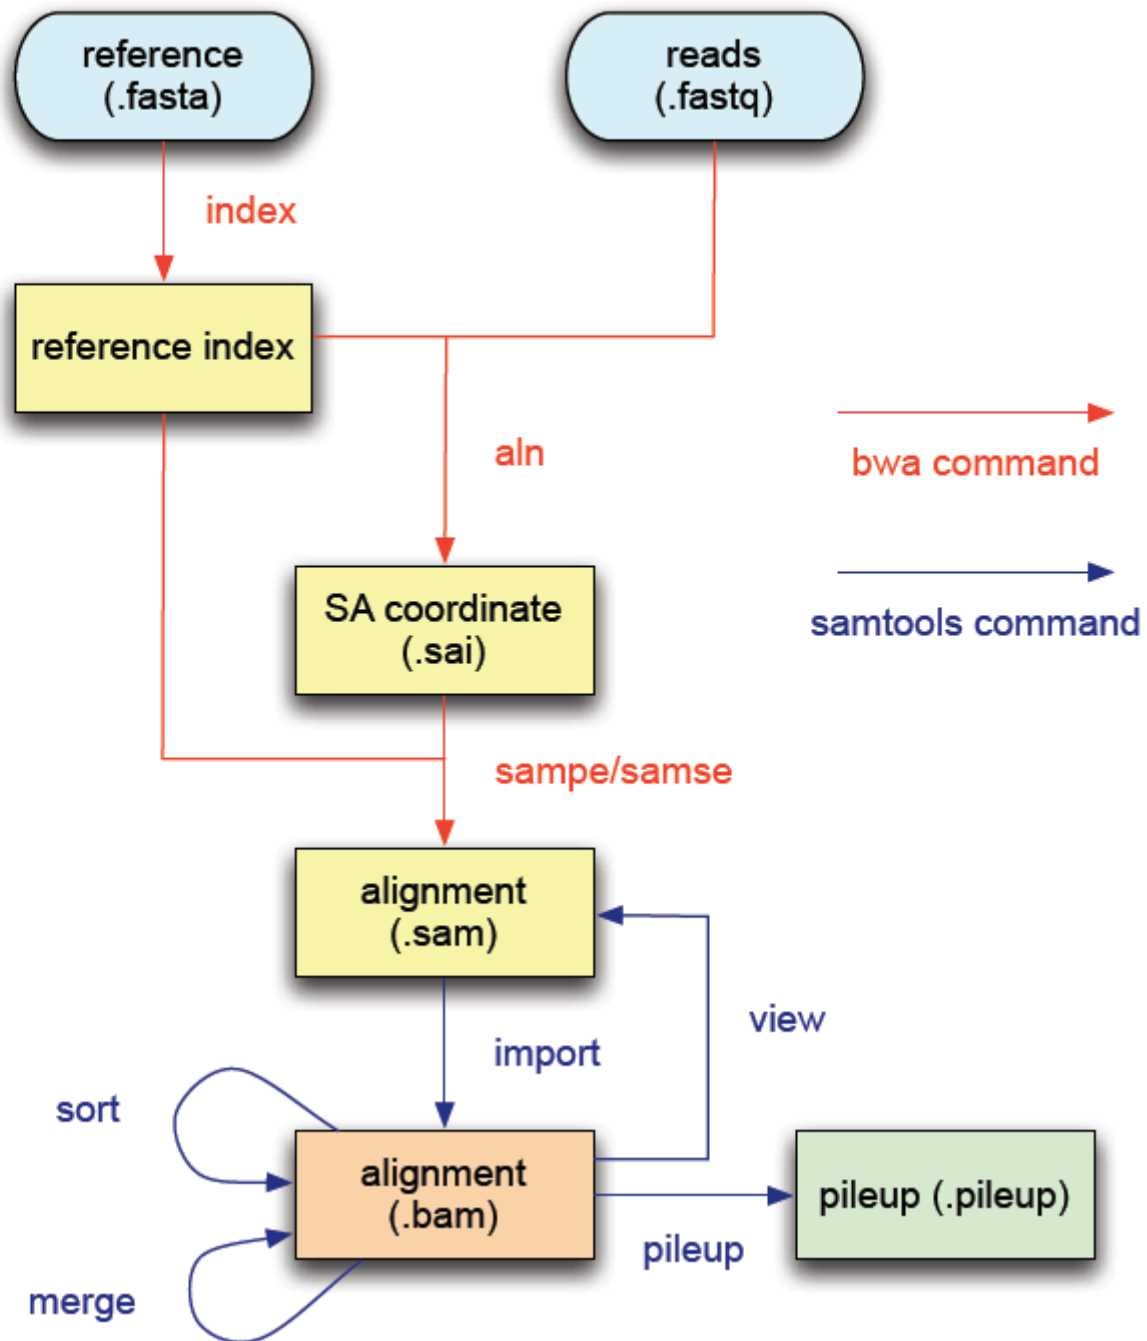 reference
(.fasta)
reads
(.fastq)
index
reference index
aln
bwa command
SA coordinate
(.sai)
samtools command
sampe/samse
alignment
(.sam)
view
import
sort
alignment
(.bam)
pileup (.pileup)
pileup
merge